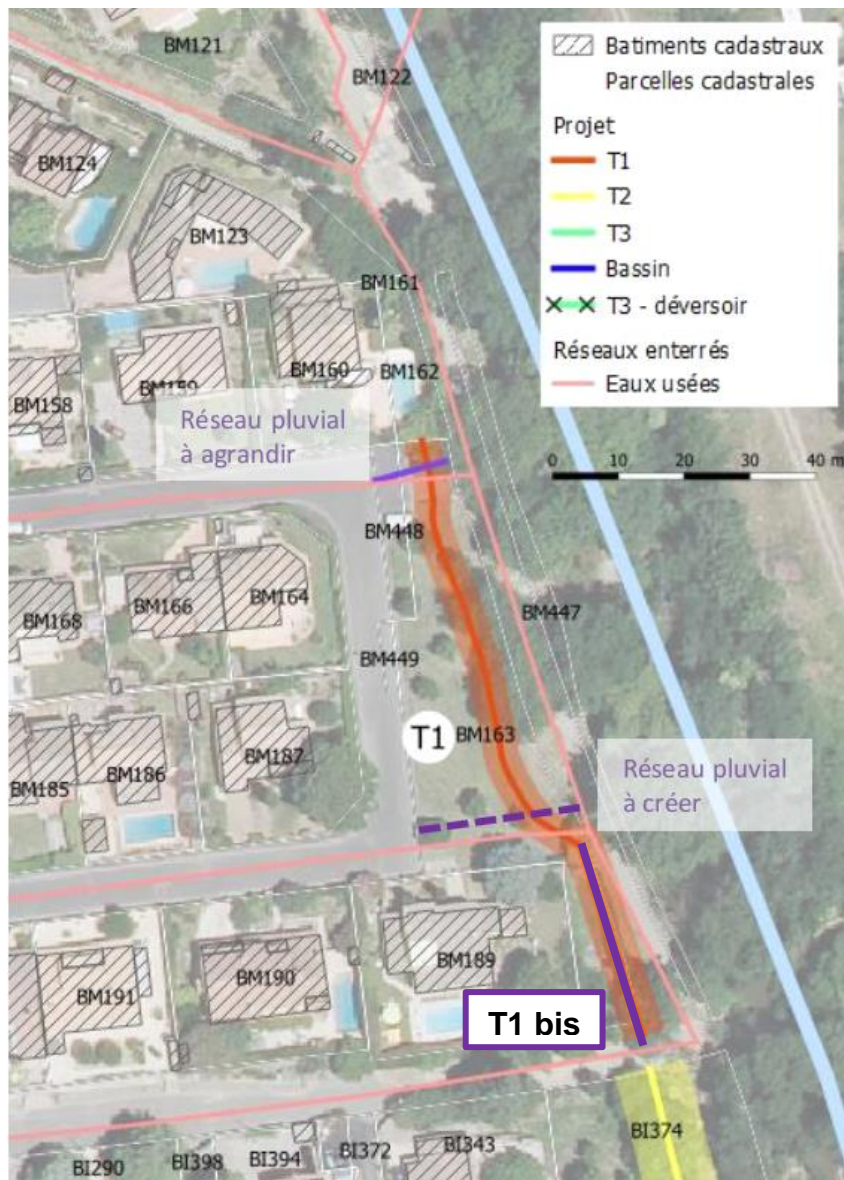 BM121
BM122
BM124
BM123
BM161
BM160
BM162
BM159
BM158
Batiments cadastraux
Parcelles cadastrales
Projet
T1
T2
T3
Bassin
T3 - déversoir
Réseaux enterrés
Eaux usées
0 10 20 30 40 m
Réseau pluvial
à agrandir
BM448
BM168
BM166
BM164
BM447
BM449
T1
BM163
BM187
BM185
BM186
Réseau pluvial
à créer
BM189
BM190
BM191
T1 bis
BI374
BI343
BI372
BI394
BI398
BI290